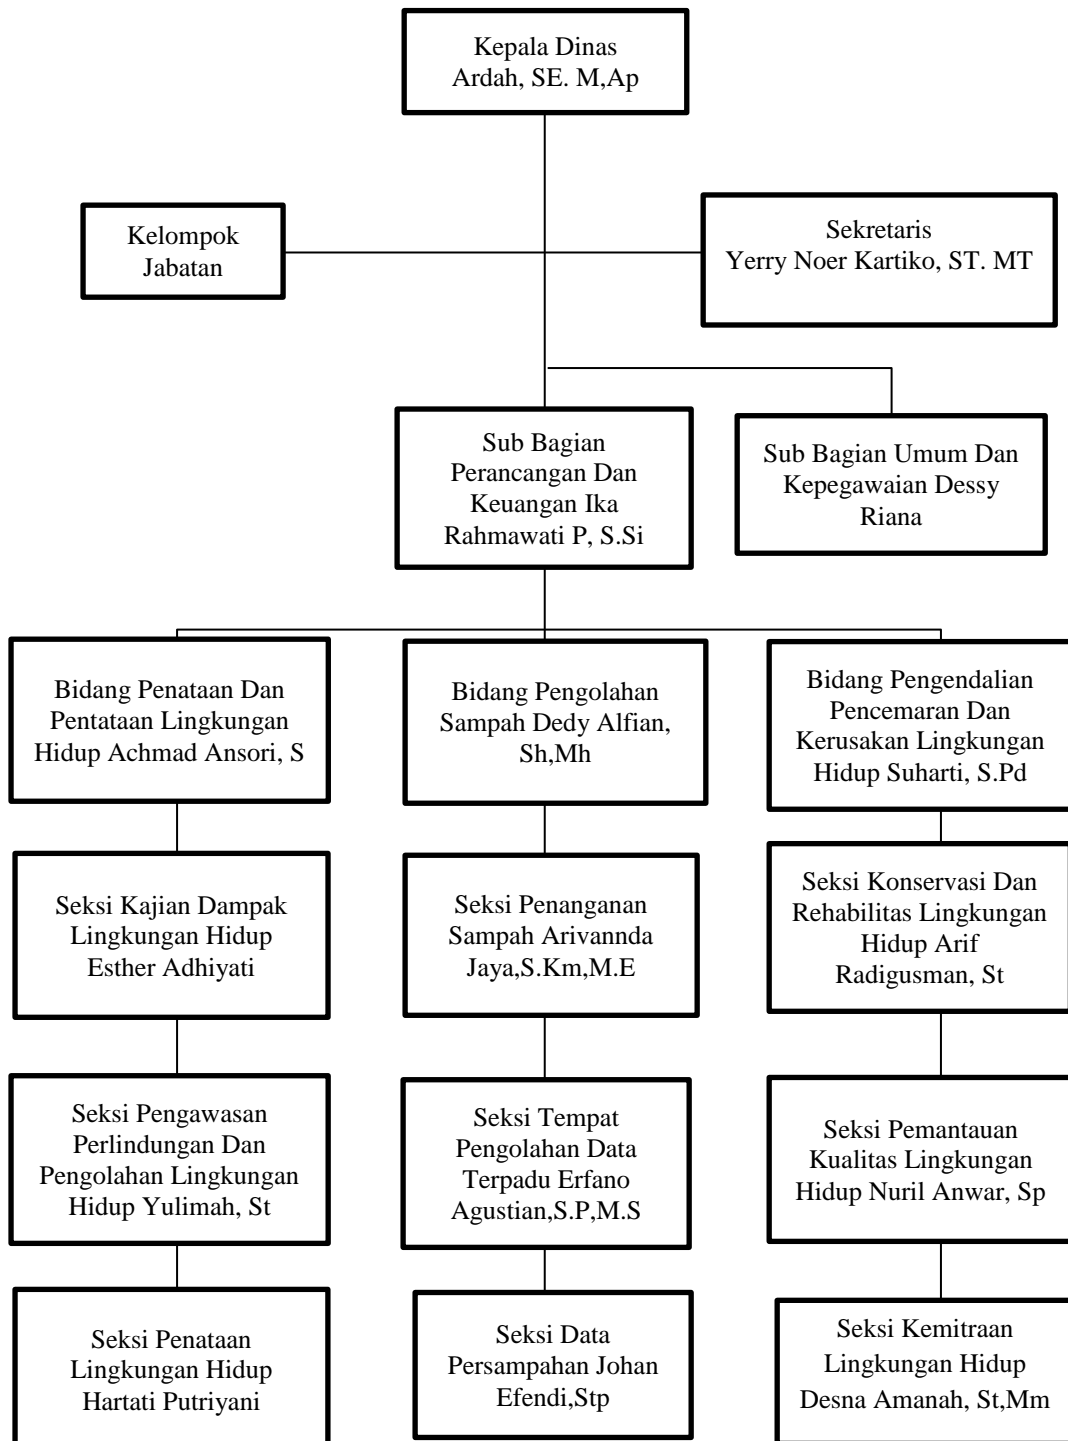 Kepala Dinas
Ardah, SE. M,Ap
Kelompok
Jabatan
Sekretaris
Yerry Noer Kartiko, ST. MT
Sub Bagian
Perancangan Dan
Keuangan Ika
Rahmawati P, S.Si
Sub Bagian Umum Dan
Kepegawaian Dessy
Riana
Bidang Penataan Dan
Pentataan Lingkungan
Hidup Achmad Ansori, S
Bidang Pengolahan
Sampah Dedy Alfian,
Sh,Mh
Bidang Pengendalian
Pencemaran Dan
Kerusakan Lingkungan
Hidup Suharti, S.Pd
Seksi Kajian Dampak
Lingkungan Hidup
Esther Adhiyati
Seksi Penanganan
Sampah Arivannda
Jaya,S.Km,M.E
Seksi Konservasi Dan
Rehabilitas Lingkungan
Hidup Arif
Radigusman, St
Seksi Pengawasan
Perlindungan Dan
Pengolahan Lingkungan
Hidup Yulimah, St
Seksi Tempat
Pengolahan Data
Terpadu Erfano
Agustian,S.P,M.S
Seksi Pemantauan
Kualitas Lingkungan
Hidup Nuril Anwar, Sp
Seksi Penataan
Lingkungan Hidup
Hartati Putriyani
Seksi Data
Persampahan Johan
Efendi,Stp
Seksi Kemitraan
Lingkungan Hidup
Desna Amanah, St,Mm